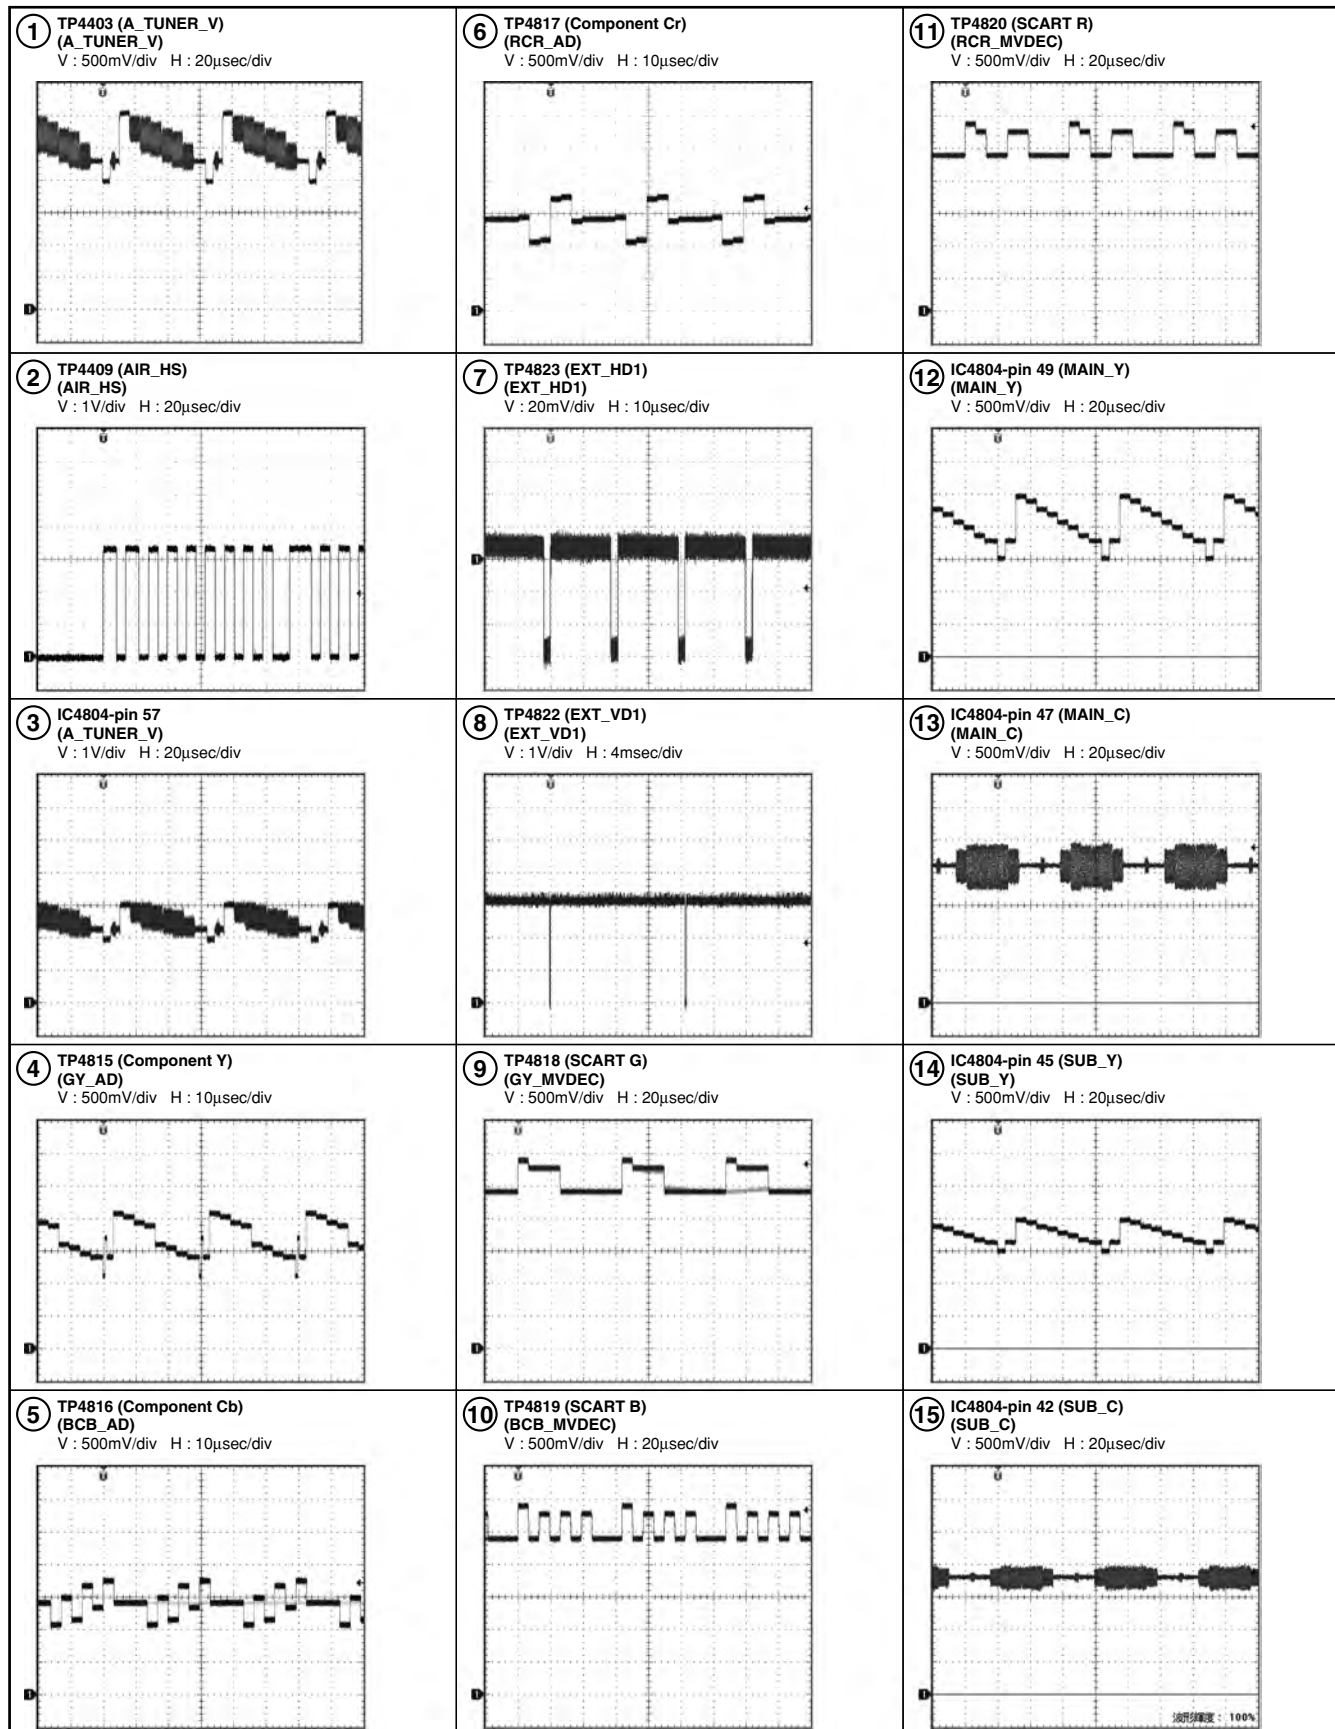 1 TP4403 (A_TUNER_V)
(A_TUNER_V)
V : 500mV/div H : 20μsec/div
2 TP4409 (AIR_HS)
(AIR_HS)
V : 1V/div H : 20μsec/div
3 IC4804-pin 57
(A_TUNER_V)
V : 1V/div H : 20μsec/div
4 TP4815 (Component Y)
(GY_AD)
V : 500mV/div H : 10μsec/div
5 TP4816 (Component Cb)
(BCB_AD)
V : 500mV/div H : 10μsec/div
6 TP4817 (Component Cr)
(RCR_AD)
V : 500mV/div H : 10μsec/div
7 TP4823 (EXT_HD1)
(EXT_HD1)
V : 20mV/div H : 10μsec/div
8 TP4822 (EXT_VD1)
(EXT_VD1)
V : 1V/div H : 4msec/div
9 TP4818 (SCART G)
(GY_MVDEC)
V : 500mV/div H : 20μsec/div
10 TP4819 (SCART B)
(BCB_MVDEC)
V : 500mV/div H : 20μsec/div
11 TP4820 (SCART R)
(RCR_MVDEC)
V : 500mV/div H : 20μsec/div
12 IC4804-pin 49 (MAIN_Y)
(MAIN_Y)
V : 500mV/div H : 20μsec/div
13 IC4804-pin 47 (MAIN_C)
(MAIN_C)
V : 500mV/div H : 20μsec/div
14 IC4804-pin 45 (SUB_Y)
(SUB_Y)
V : 500mV/div H : 20μsec/div
15 IC4804-pin 42 (SUB_C)
(SUB_C)
V : 500mV/div H : 20μsec/div
波形輝度 : 100%